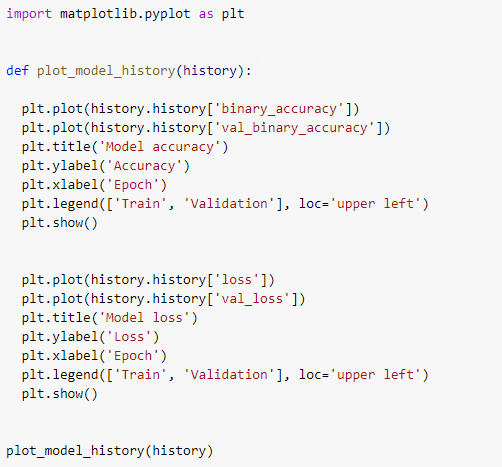 import matplotlib.pyplot as plt
def plot_model_history(history):
  plt.plot(history.history['binary_accuracy'])
  plt.plot(history.history['val_binary_accuracy'])
  plt.title('Model accuracy')
  plt.ylabel('Accuracy')
  plt.xlabel('Epoch')
  plt.legend(['Train', 'Validation'], loc='upper left')
  plt.show()
  plt.plot(history.history['loss'])
  plt.plot(history.history['val_loss'])
  plt.title('Model loss')
  plt.ylabel('Loss')
  plt.xlabel('Epoch')
  plt.legend(['Train', 'Validation'], loc='upper left')
  plt.show()
plot_model_history(history)